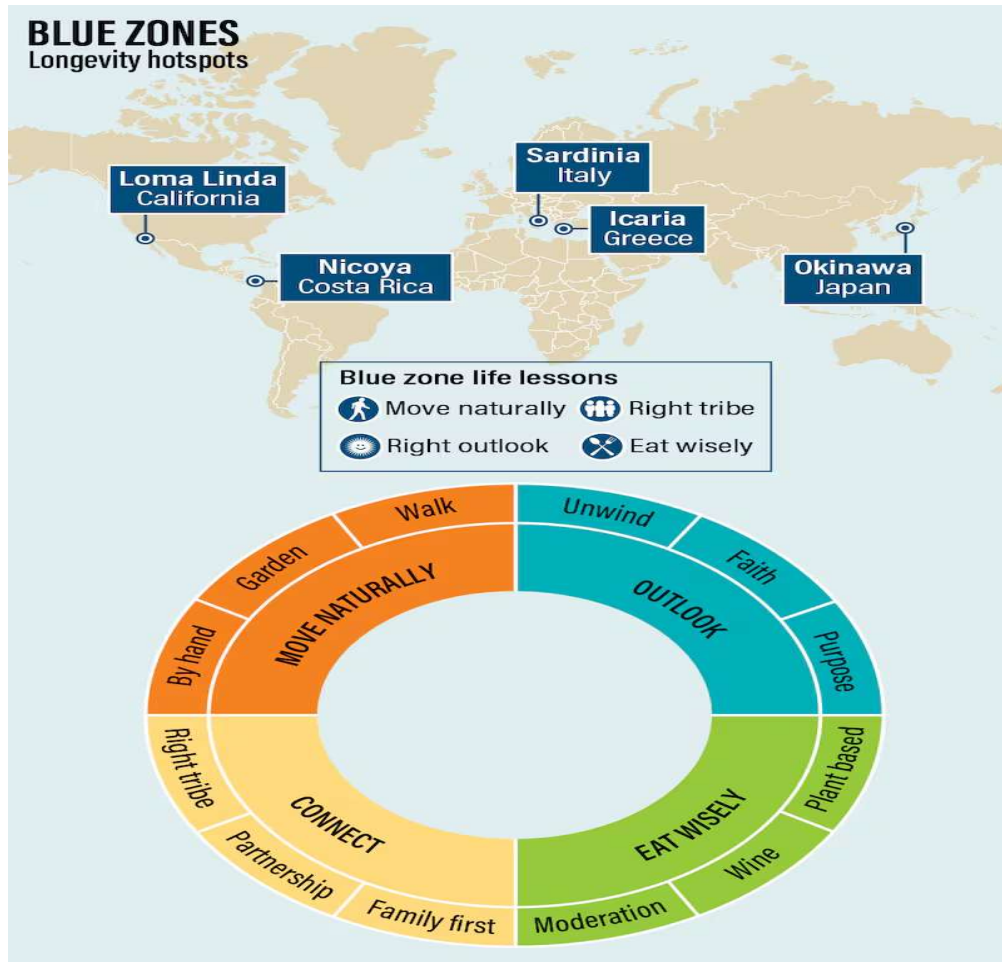 BLUE ZONES
Longevity hotspots
Loma Linda
California
Sardinia
Italy
Icaria
Greece
Nicoya
Costa Rica
Okinawa
Japan
Blue zone life lessons
Move naturally
Right tribe
Right outlook
Eat wisely
MOVE NATURALLY
By hand
Garden
Walk
OUTLOOK
Unwind
Faith
Purpose
EAT WISELY
Plant based
Wine
Moderation
CONNECT
Family first
Partnership
Right tribe